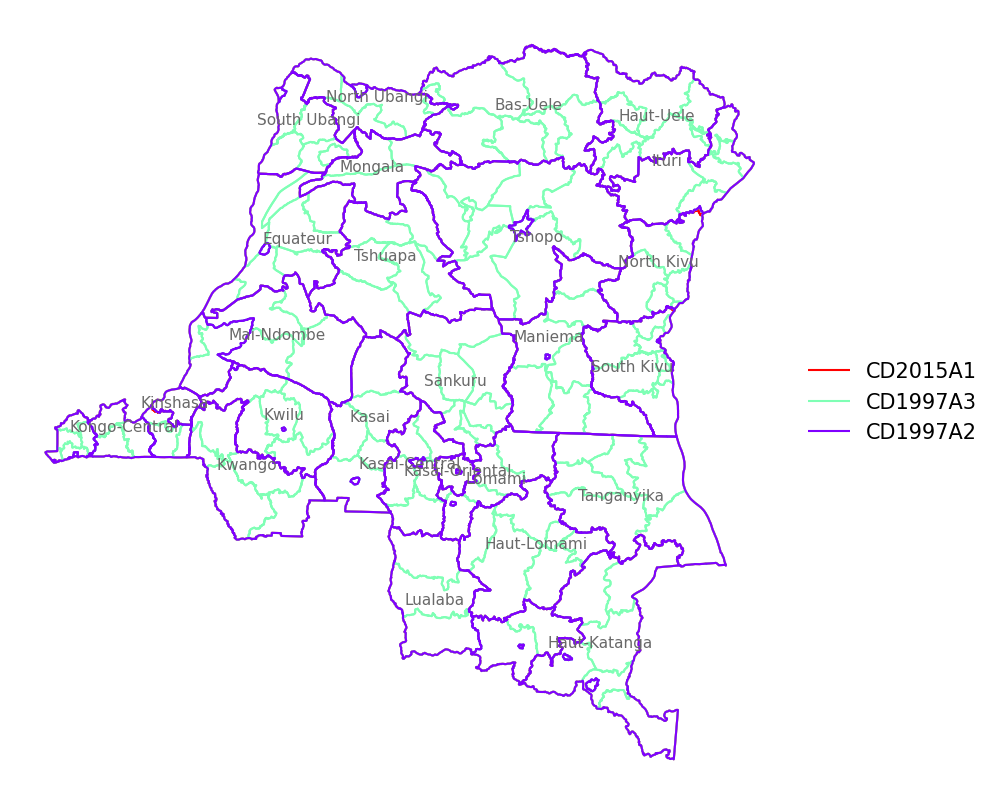 North Ubangi
Bas-Uele
Haut-Uele
South Ubangi
Ituri
Mongala
Equateur
Tshopo
Tshuapa
North Kivu
Mai-Ndombe
Maniema
South Kivu
Sankuru
Kinshasa
Kwilu
Kasai
Kongo-Central
Kwango
Kasai-Central
Kasai-Oriental
Lomami
Tanganyika
Haut-Lomami
Lualaba
Haut-Katanga
CD2015A1
CD1997A3
CD1997A2